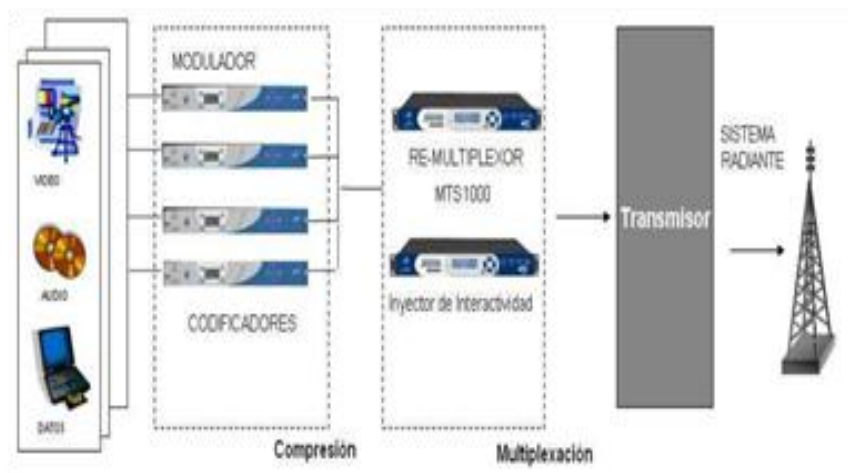 VIDEO
AUDIO
DATOS
MODULADOR
CODIFICADORES
Compresión
RE-MULTIPLEXOR
MTS1000
Inyector de Interactividad
Multiplexación
Transmisor
SISTEMA
RADIANTE